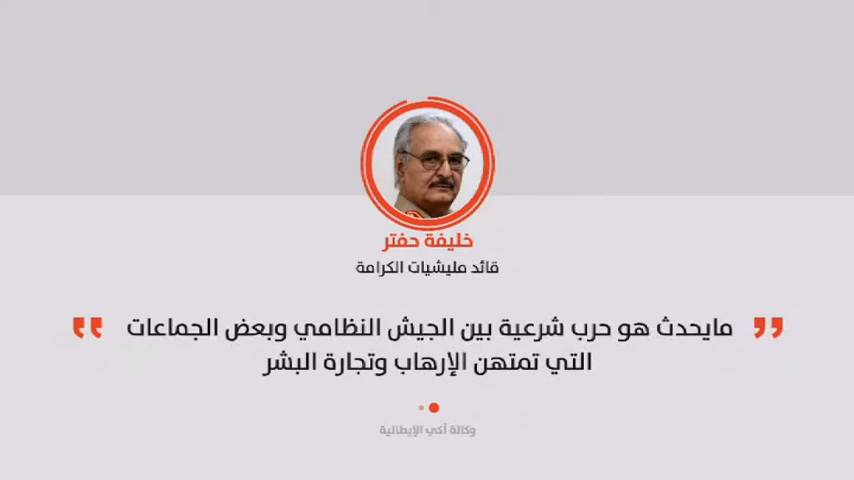 خليفة حفتر
قائد مليشيات الكرامة
مايحدث هو حرب شرعية بين الجيش النظامي وبعض الجماعات
التي تمتهن الإرهاب وتجارة البشر
وكالة آكي الإيطالية